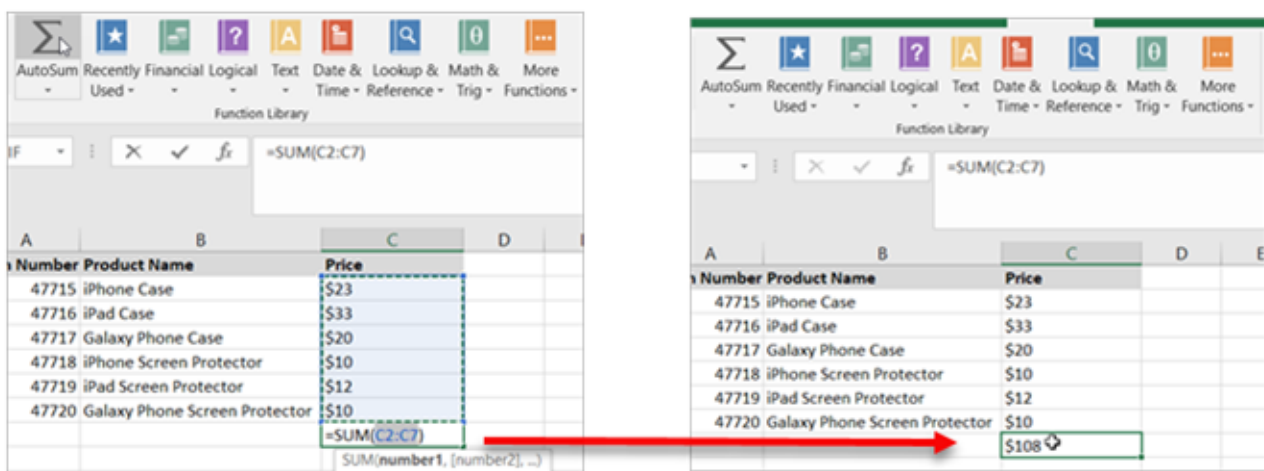 AutoSum Recently Used Financial Logical Text Date & Time Lookup & Reference Math & Trig More Functions
Function Library
IF fx =SUM(C2:C7)
A B C D
Number Product Name Price
47715 iPhone Case $23
47716 iPad Case $33
47717 Galaxy Phone Case $20
47718 iPhone Screen Protector $10
47719 iPad Screen Protector $12
47720 Galaxy Phone Screen Protector $10
=SUM(C2:C7)
SUM(number1, [number2], ...)
AutoSum Recently Used Financial Logical Text Date & Time Lookup & Reference Math & Trig More Functions
Function Library
fx =SUM(C2:C7)
A B C D E
Number Product Name Price
47715 iPhone Case $23
47716 iPad Case $33
47717 Galaxy Phone Case $20
47718 iPhone Screen Protector $10
47719 iPad Screen Protector $12
47720 Galaxy Phone Screen Protector $10
$108